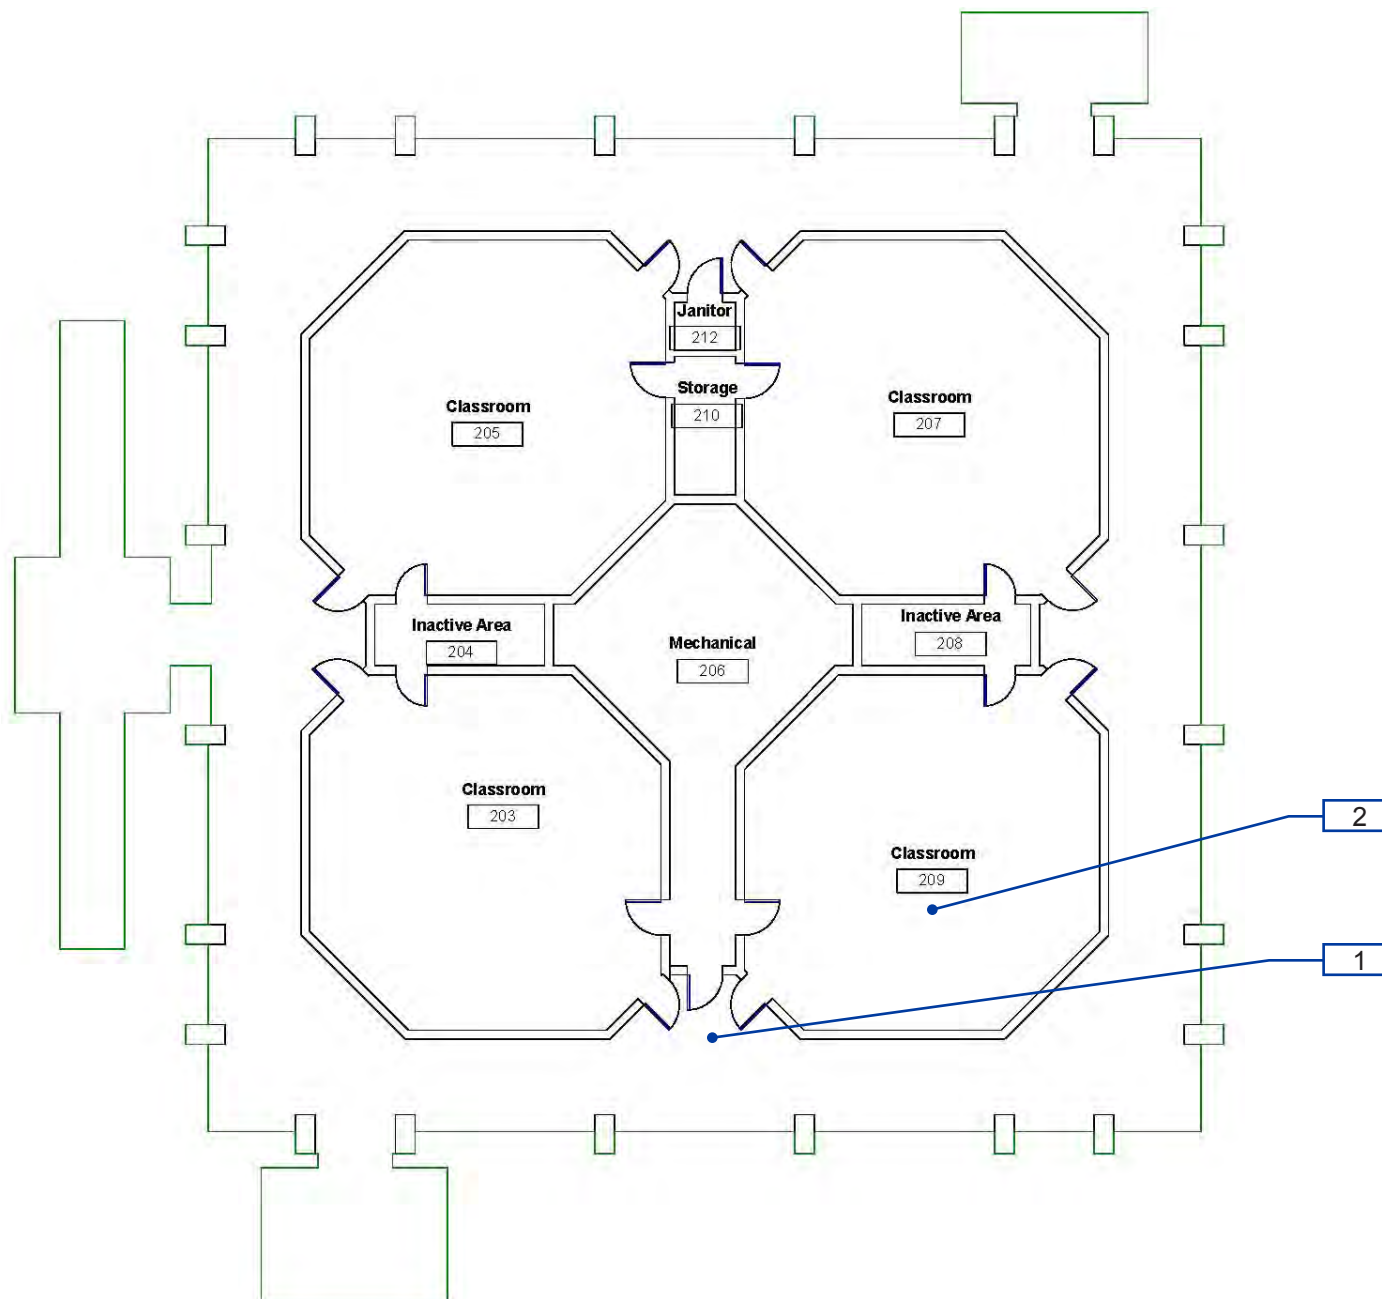 Janitor
212
Storage
210
Classroom
205
Classroom
207
Inactive Area
204
Inactive Area
208
Mechanical
206
Classroom
203
Classroom
209
2
1